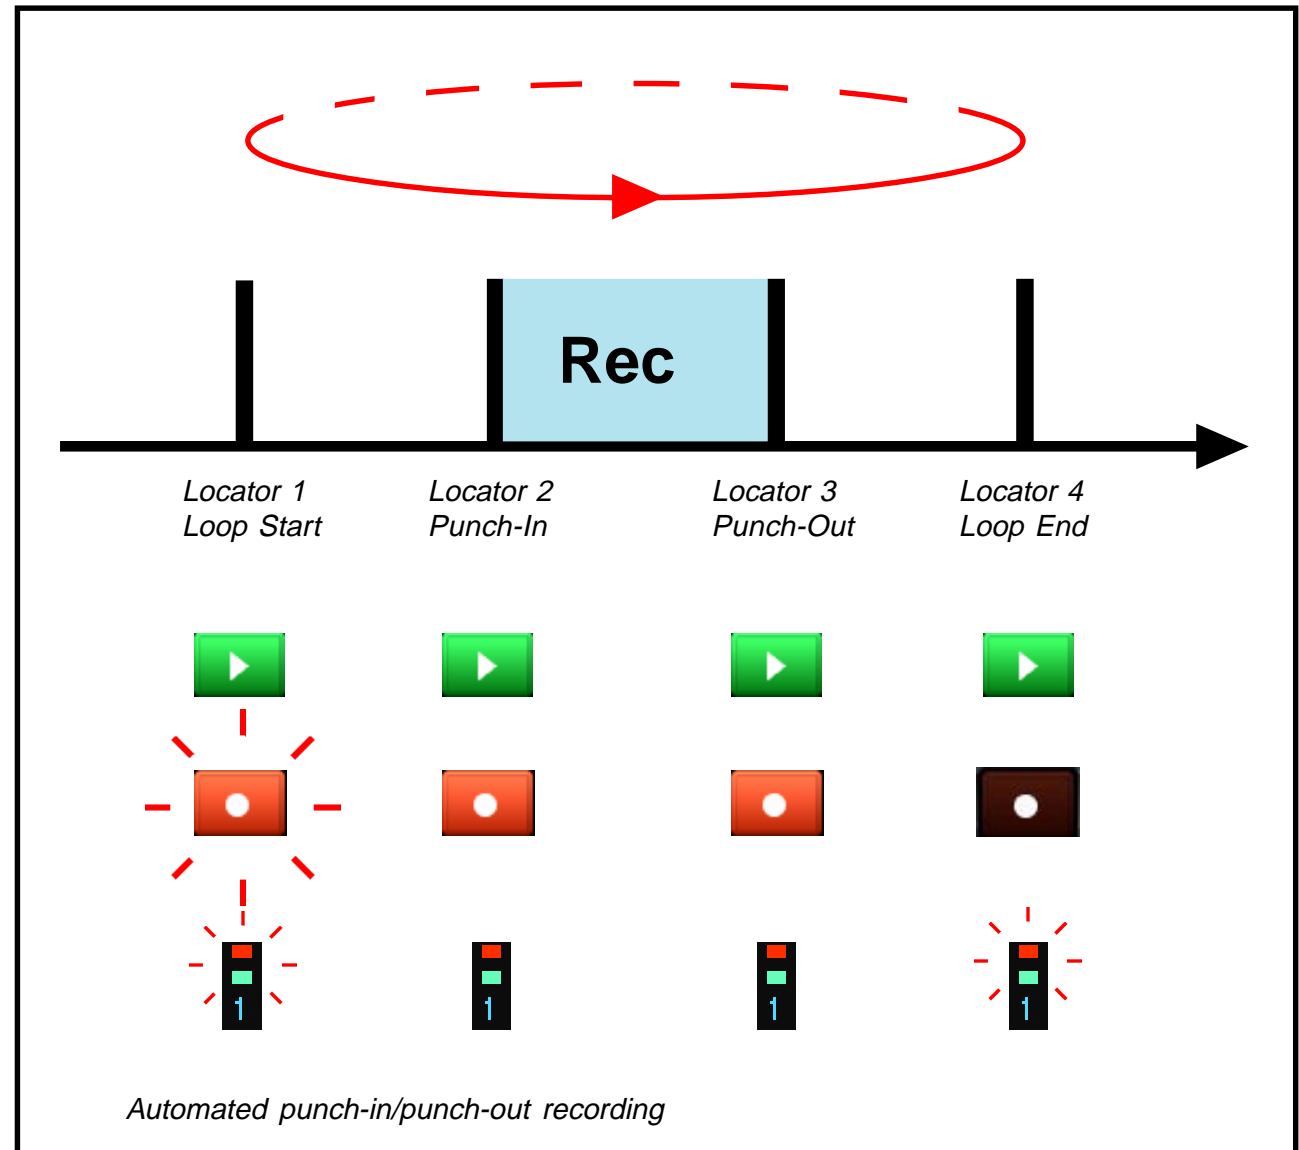 Rec
Locator 1
Loop Start
Locator 2
Punch-In
Locator 3
Punch-Out
Locator 4
Loop End
1
1
1
1
Automated punch-in/punch-out recording